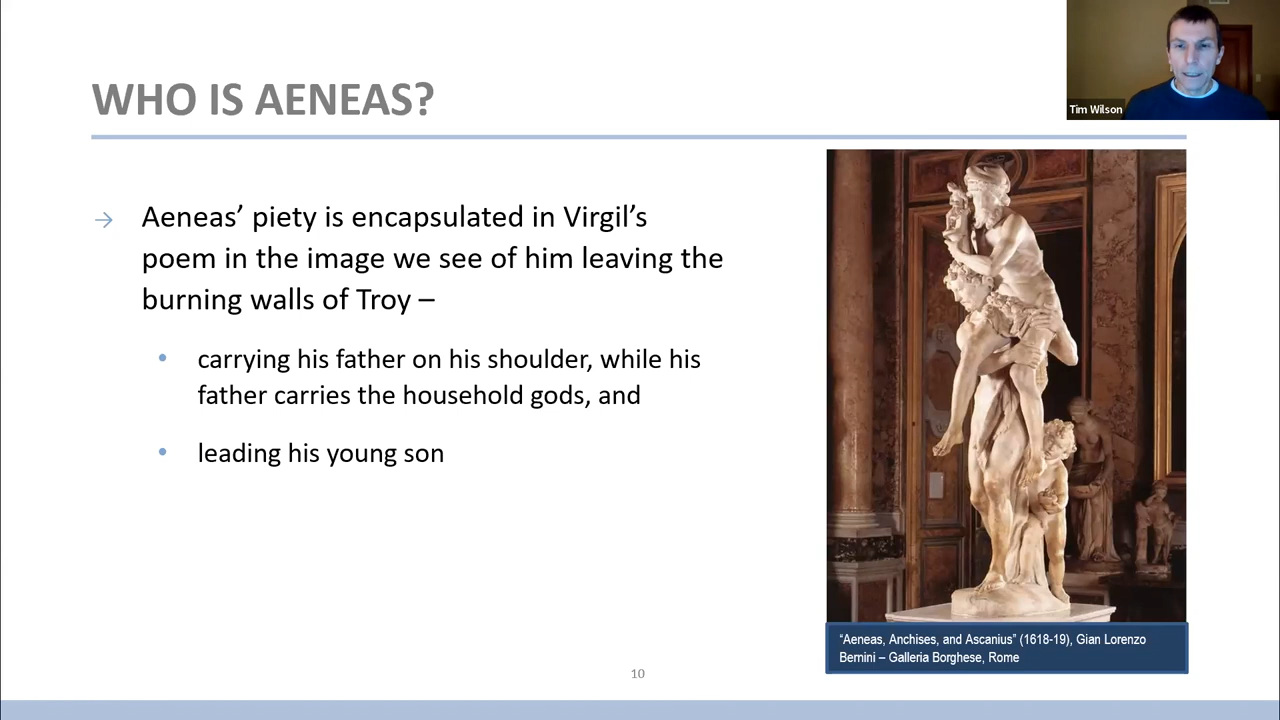 WHO IS AENEAS?
Tim Wilson
→ Aeneas’ piety is encapsulated in Virgil’s
poem in the image we see of him leaving the
burning walls of Troy –
• carrying his father on his shoulder, while his
father carries the household gods, and
• leading his young son
“Aeneas, Anchises, and Ascanius” (1618-19), Gian Lorenzo
Bernini – Galleria Borghese, Rome
10